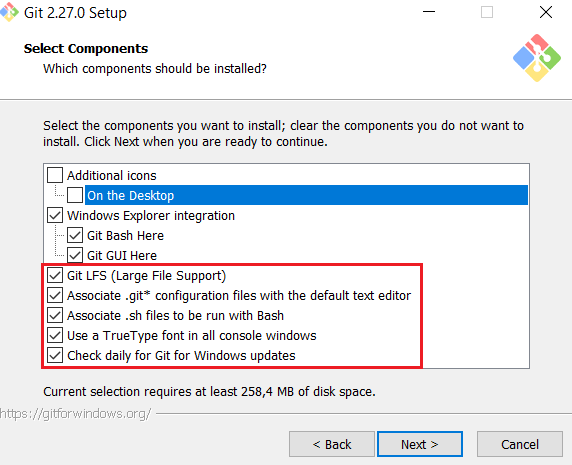 Git 2.27.0 Setup
Select Components
Which components should be installed?
Select the components you want to install; clear the components you do not want to
install. Click Next when you are ready to continue.
Additional icons
On the Desktop
Windows Explorer integration
Git Bash Here
Git GUI Here
Git LFS (Large File Support)
Associate .git* configuration files with the default text editor
Associate .sh files to be run with Bash
Use a TrueType font in all console windows
Check daily for Git for Windows updates
Current selection requires at least 258,4 MB of disk space.
https://gitforwindows.org/
< Back
Next >
Cancel